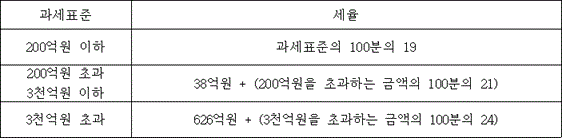 과세표준 세율
200억원 이하 과세표준의 100분의 19
200억원 초과
3천억원 이하 38억원 + (200억원을 초과하는 금액의 100분의 21)
3천억원 초과 626억원 + (3천억원을 초과하는 금액의 100분의 24)